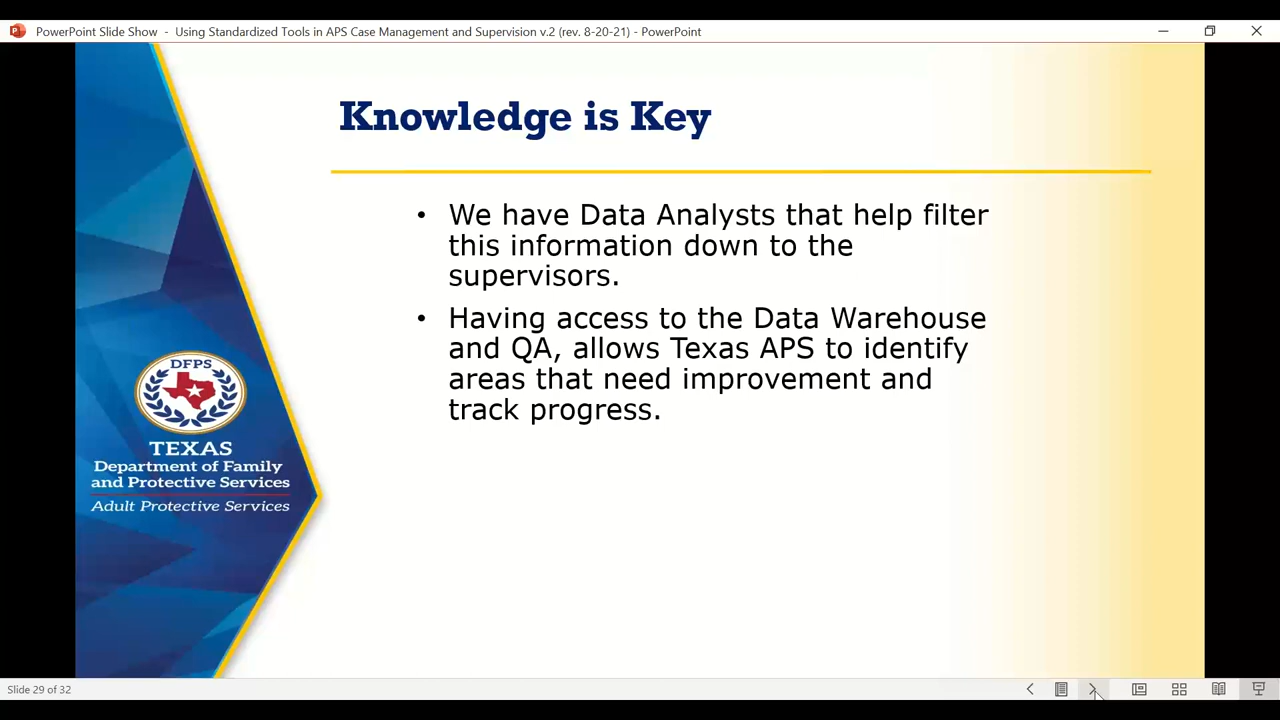 PowerPoint Slide Show - Using Standardized Tools in APS Case Management and Supervision v.2 (rev. 8-20-21) - PowerPoint
Knowledge is Key
• We have Data Analysts that help filter
this information down to the
supervisors.
• Having access to the Data Warehouse
and QA, allows Texas APS to identify
areas that need improvement and
track progress.
DFPS
TEXAS
Department of Family
and Protective Services
Adult Protective Services
Slide 29 of 32